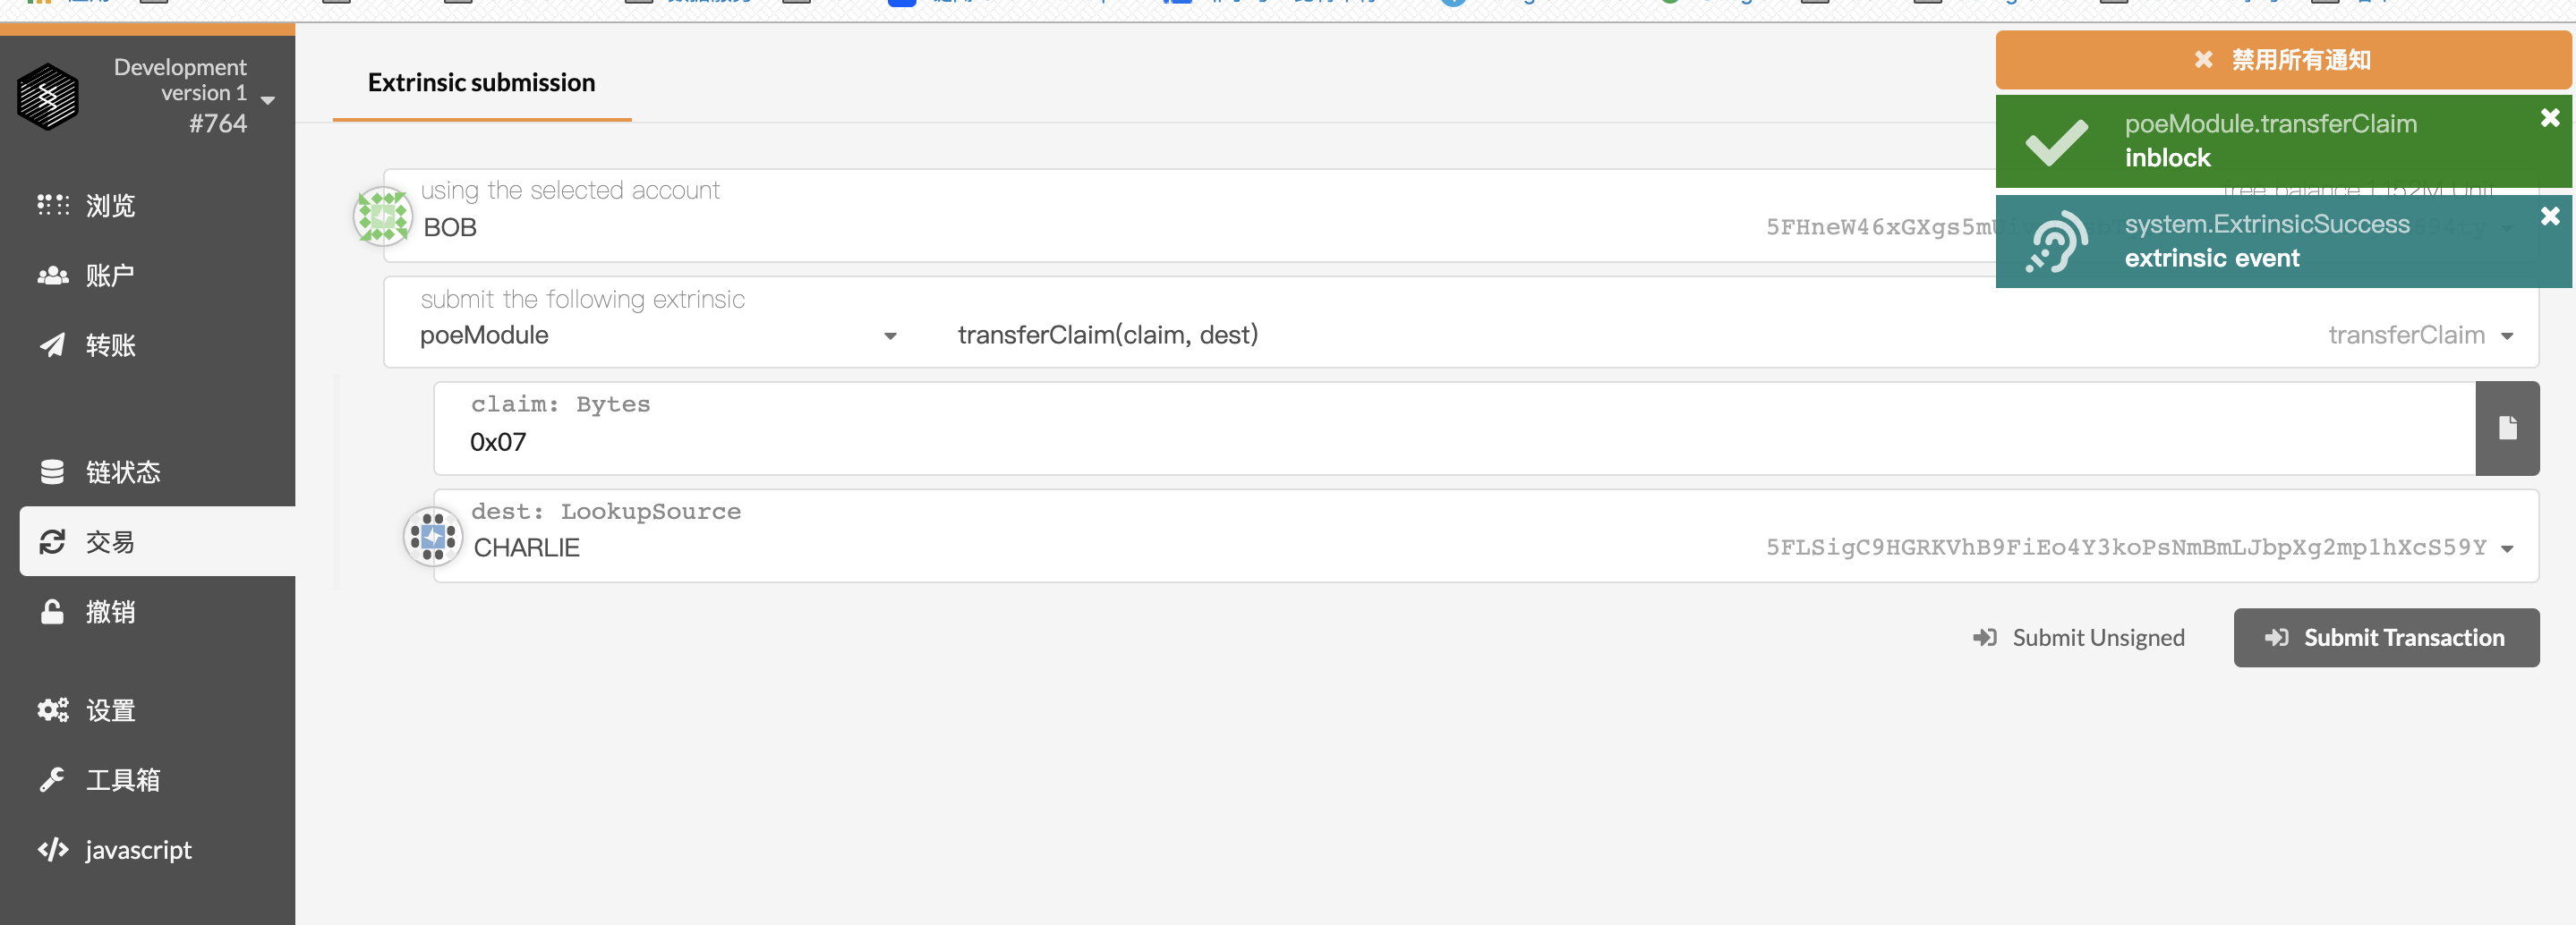 Development
version 1
#764
浏览
账户
转账
链状态
交易
撤销
设置
工具箱
javascript
Extrinsic submission
using the selected account
BOB
5FHneW46xGXgs5mU
submit the following extrinsic
poeModule
transferClaim(claim, dest)
transferClaim
claim: Bytes
0x07
dest: LookupSource
CHARLIE
5FLSigC9HGRKVhB9FiEo4Y3koPsNmBmLJbpXg2mp1hXcS59Y
Submit Unsigned
Submit Transaction
禁用所有通知
poeModule.transferClaim
inblock
system.ExtrinsicSuccess
extrinsic event